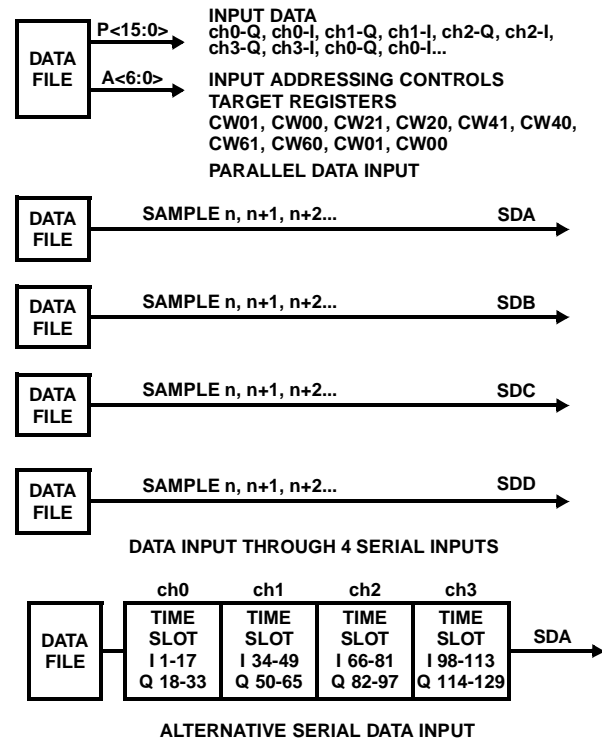 DATA
FILE
P<15:0>
A<6:0>
INPUT DATA
ch0-Q, ch0-I, ch1-Q, ch1-I, ch2-Q, ch2-I,
ch3-Q, ch3-I, ch0-Q, ch0-I...
INPUT ADDRESSING CONTROLS
TARGET REGISTERS
CW01, CW00, CW21, CW20, CW41, CW40,
CW61, CW60, CW01, CW00
PARALLEL DATA INPUT
DATA
FILE
SAMPLE n, n+1, n+2...
SDA
DATA
FILE
SAMPLE n, n+1, n+2...
SDB
DATA
FILE
SAMPLE n, n+1, n+2...
SDC
DATA
FILE
SAMPLE n, n+1, n+2...
SDD
DATA INPUT THROUGH 4 SERIAL INPUTS
DATA
FILE
ch0
TIME
SLOT
I 1-17
Q 18-33
ch1
TIME
SLOT
I 34-49
Q 50-65
ch2
TIME
SLOT
I 66-81
Q 82-97
ch3
TIME
SLOT
I 98-113
Q 114-129
SDA
ALTERNATIVE SERIAL DATA INPUT